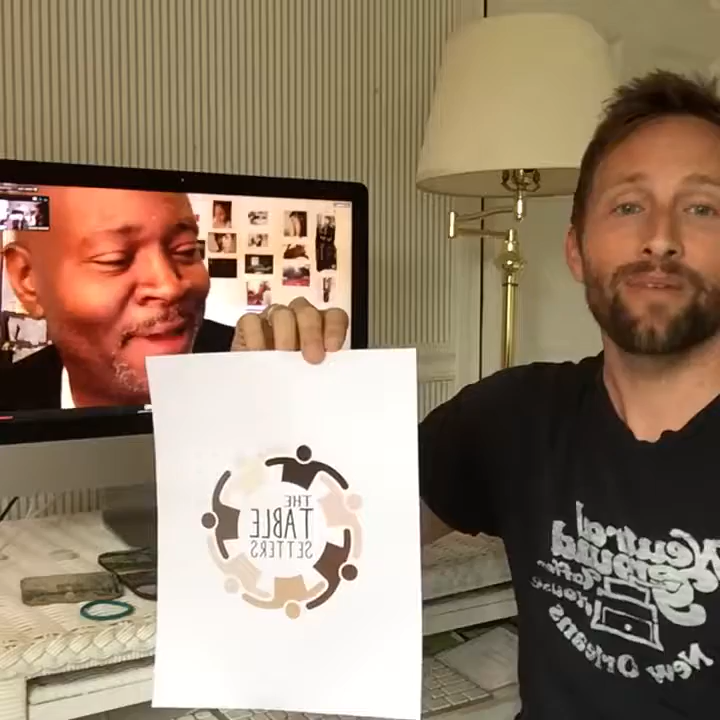 THE
TABLE
SETTERS
Neutral
Ground
Coffee
House
New Orleans